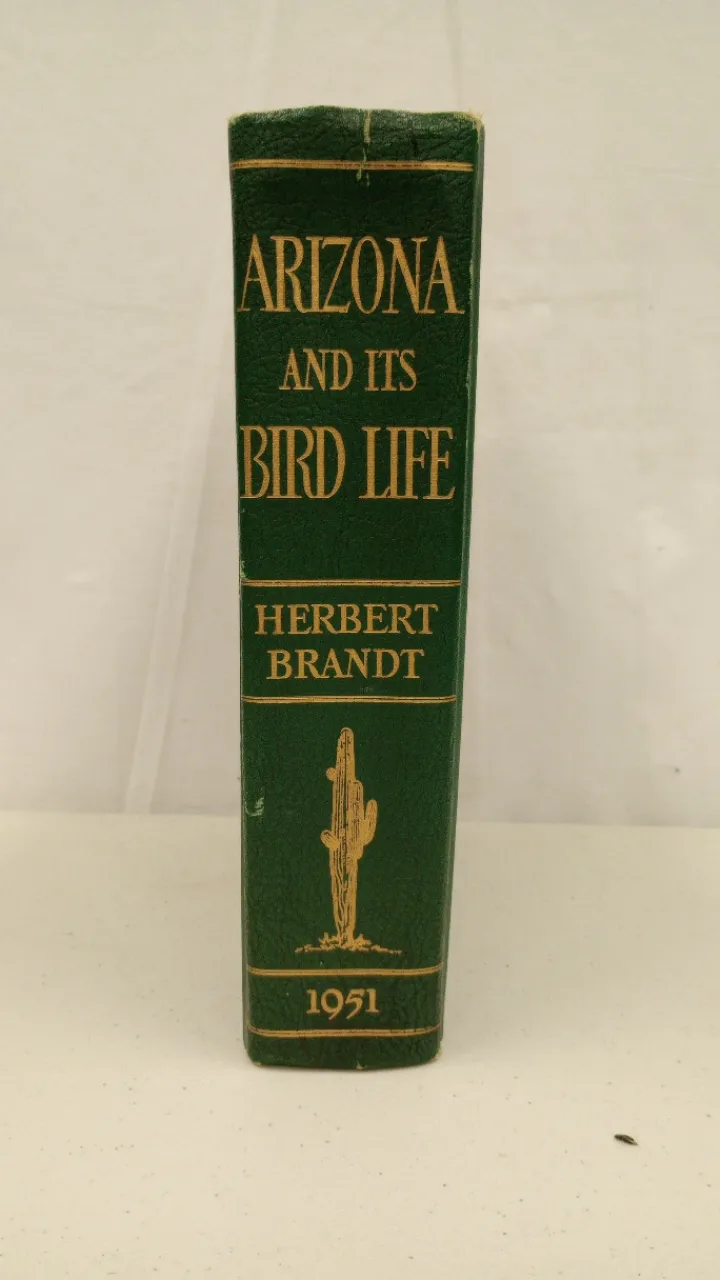 ARIZONA
AND ITS
BIRD LIFE
HERBERT
BRANDT
1951